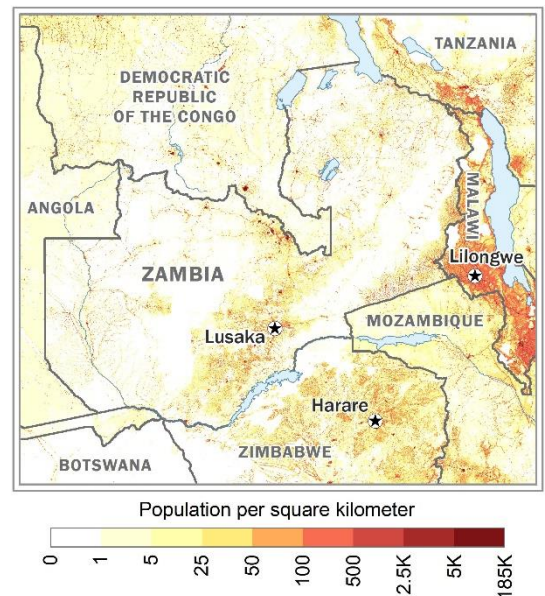 TANZANIA
DEMOCRATIC
REPUBLIC
OF THE CONGO
ANGOLA
MALAWI
Lilongwe
ZAMBIA
MOZAMBIQUE
Lusaka
Harare
ZIMBABWE
BOTSWANA
Population per square kilometer
0
1
5
25
50
100
500
2.5K
5K
185K